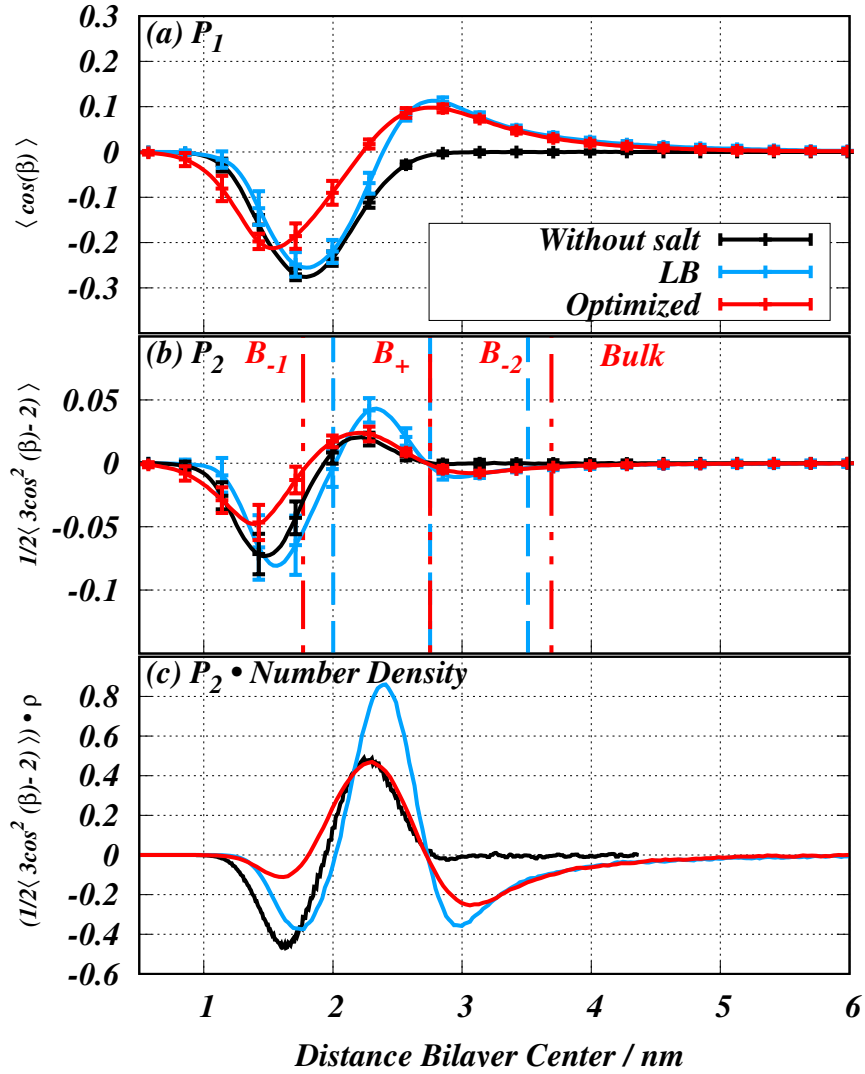 (a) P1
0.3
0.2
0.1
0
-0.1
-0.2
-0.3
⟨ cos(β) ⟩
Without salt
LB
Optimized
(b) P2 B-1 B+ B-2 Bulk
0.05
0
-0.05
-0.1
1/2⟨ 3cos² (β)- 2) ⟩
(c) P2 • Number Density
0.8
0.6
0.4
0.2
0
-0.2
-0.4
-0.6
(1/2⟨ 3cos² (β)- 2) ⟩) • ρ
1 2 3 4 5 6
Distance Bilayer Center / nm